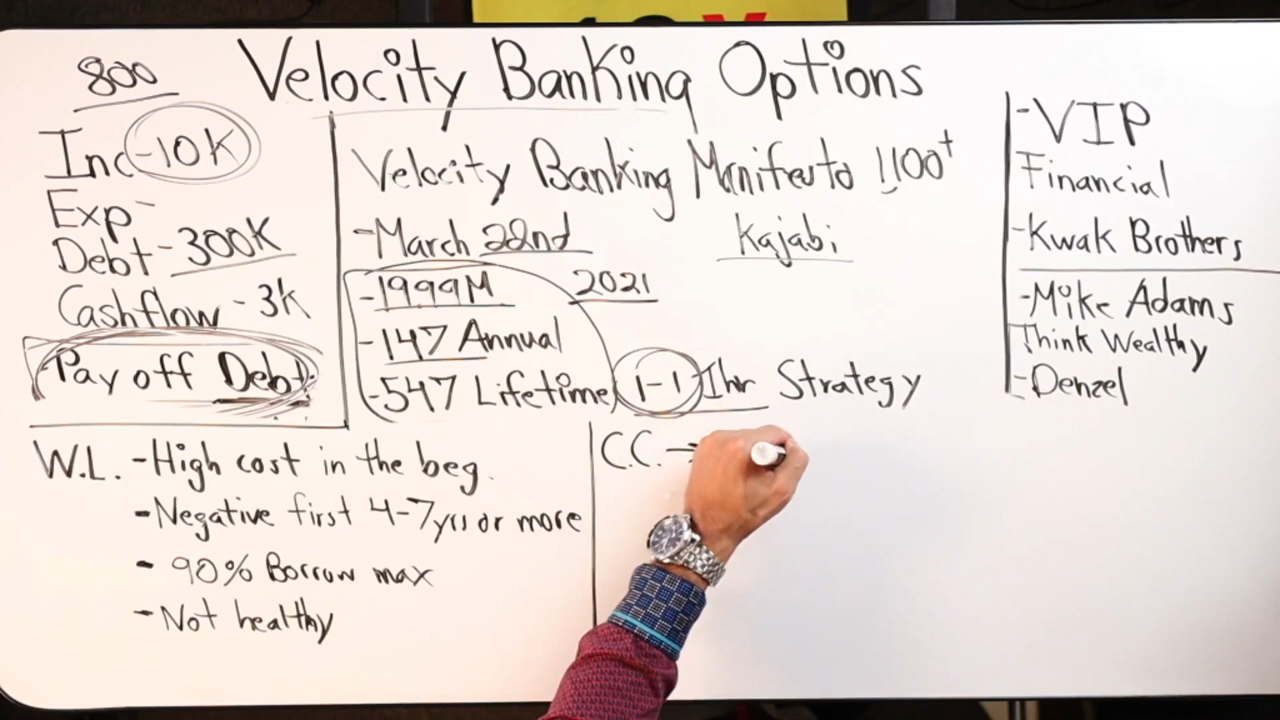 Velocity Banking Options
800
Inc-10K
Exp-
Debt-300K
Cashflow-3k
Pay off Debt
Velocity Banking Manifesto 1100+
-March 22nd
Kajabi
-1999M
2021
-147 Annual
-547 Lifetime
1-1 1hr Strategy
-VIP
Financial
-Kwak Brothers
-Mike Adams
Think Wealthy
-Denzel
W.L. -High cost in the beg.
-Negative first 4-7yrs or more
-90% Borrow max
-Not healthy
C.C.-